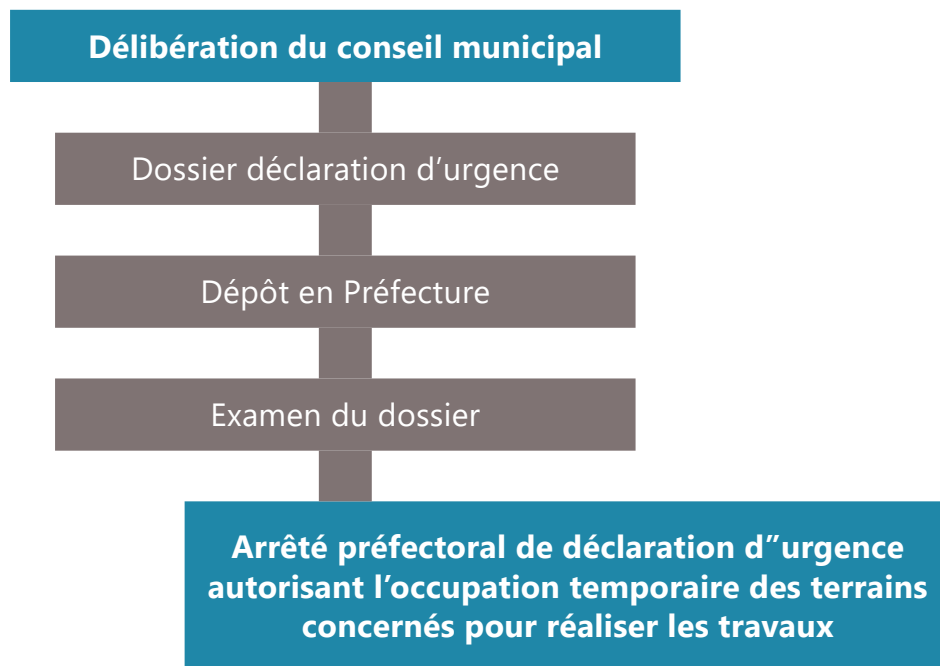 Délibération du conseil municipal
Dossier déclaration d’urgence
Dépôt en Préfecture
Examen du dossier
Arrêté préfectoral de déclaration d”urgence
autorisant l’occupation temporaire des terrains
concernés pour réaliser les travaux